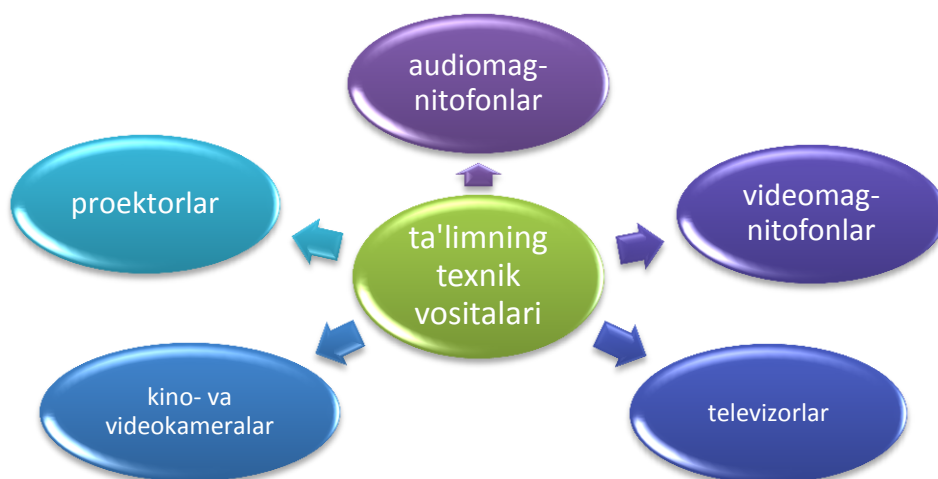 audiomag-
nitofonlar
proektorlar
videomag-
nitofonlar
ta'limning
texnik
vositalari
kino- va
videokameralar
televizorlar